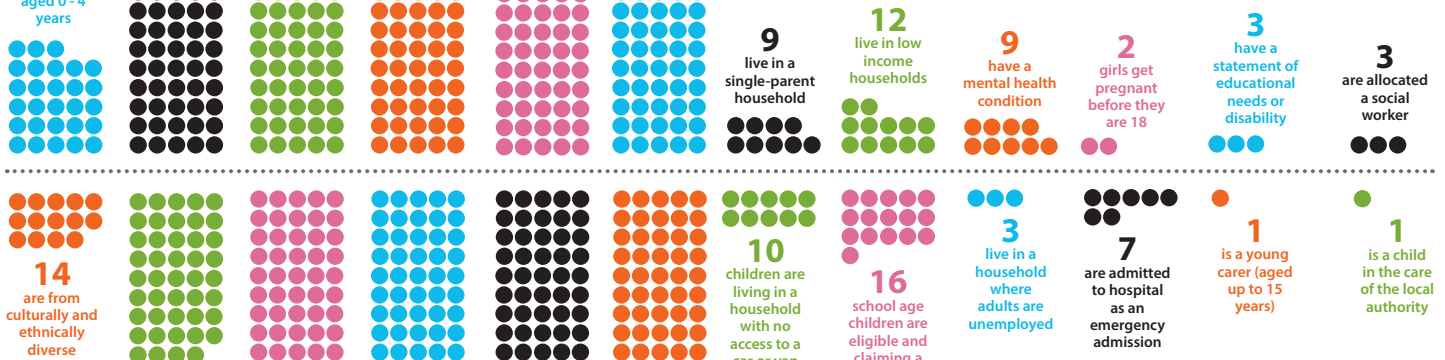 aged 0 - 4
years
9
live in a
single-parent
household
12
live in low
income
households
9
have a
mental health
condition
2
girls get
pregnant
before they
are 18
3
have a
statement of
educational
needs or
disability
3
are allocated
a social
worker
14
are from
culturally and
ethnically
diverse
10
children are
living in a
household
with no
access to a
car or van
16
school age
children are
eligible and
claiming a
3
live in a
household
where
adults are
unemployed
7
are admitted
to hospital
as an
emergency
admission
1
is a young
carer (aged
up to 15
years)
1
is a child
in the care
of the local
authority